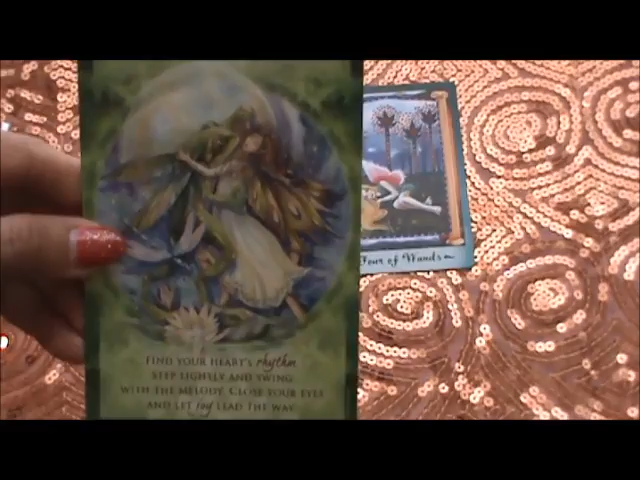 FIND YOUR HEART'S rhythm
STEP LIGHTLY AND SWING
WITH THE MELODY. CLOSE YOUR EYES
AND LET joy LEAD THE WAY
Four of Wands